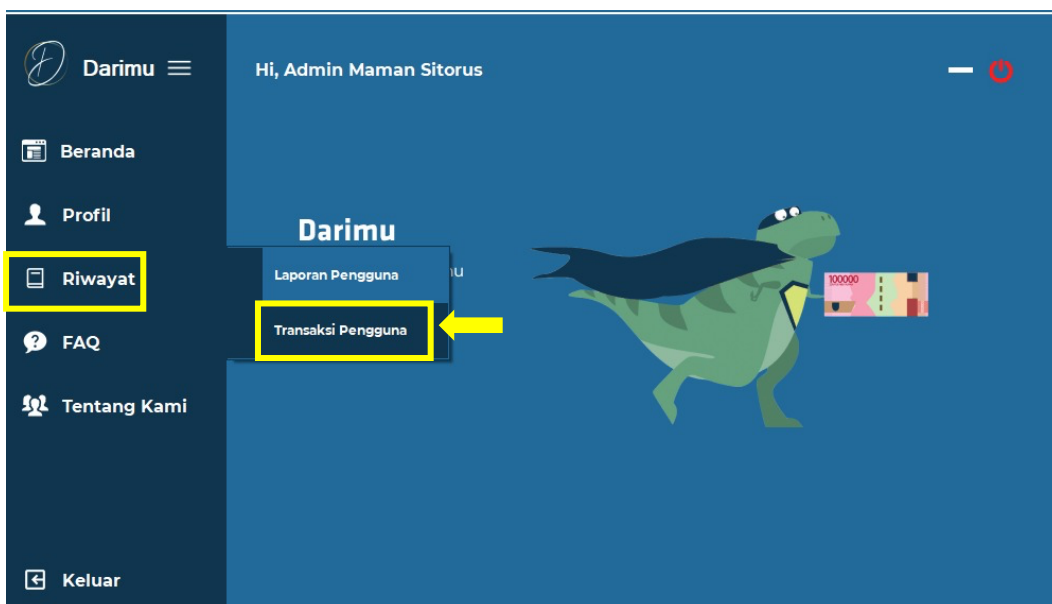 Darimu
Hi, Admin Maman Sitorus
Beranda
Profil
Darimu
Riwayat
Laporan Pengguna
Transaksi Pengguna
100000
FAQ
Tentang Kami
Keluar